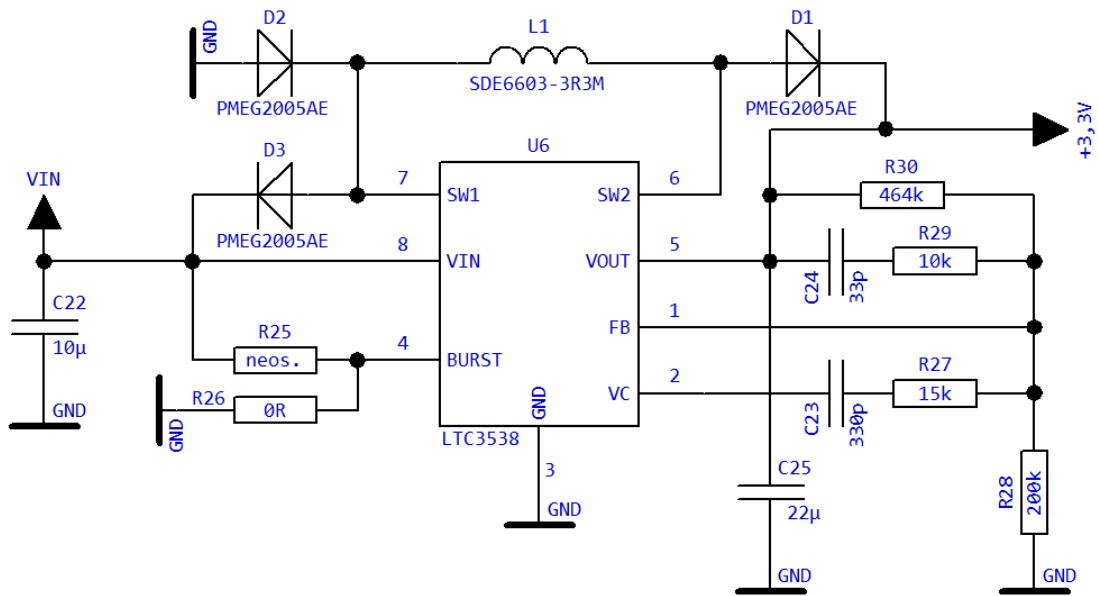 D2
L1
D1
GND
PMEG2005AE
SDE6603-3R3M
PMEG2005AE
+3,3V
D3
U6
VIN
7
SW1
SW2
6
R30
464k
PMEG2005AE
8
VIN
VOUT
5
C24
33p
R29
10k
C22
10µ
R25
neos.
4
BURST
FB
1
R26
0R
GND
VC
2
C23
330p
R27
15k
GND
GND
LTC3538
3
GND
C25
22µ
R28
200k
GND
GND